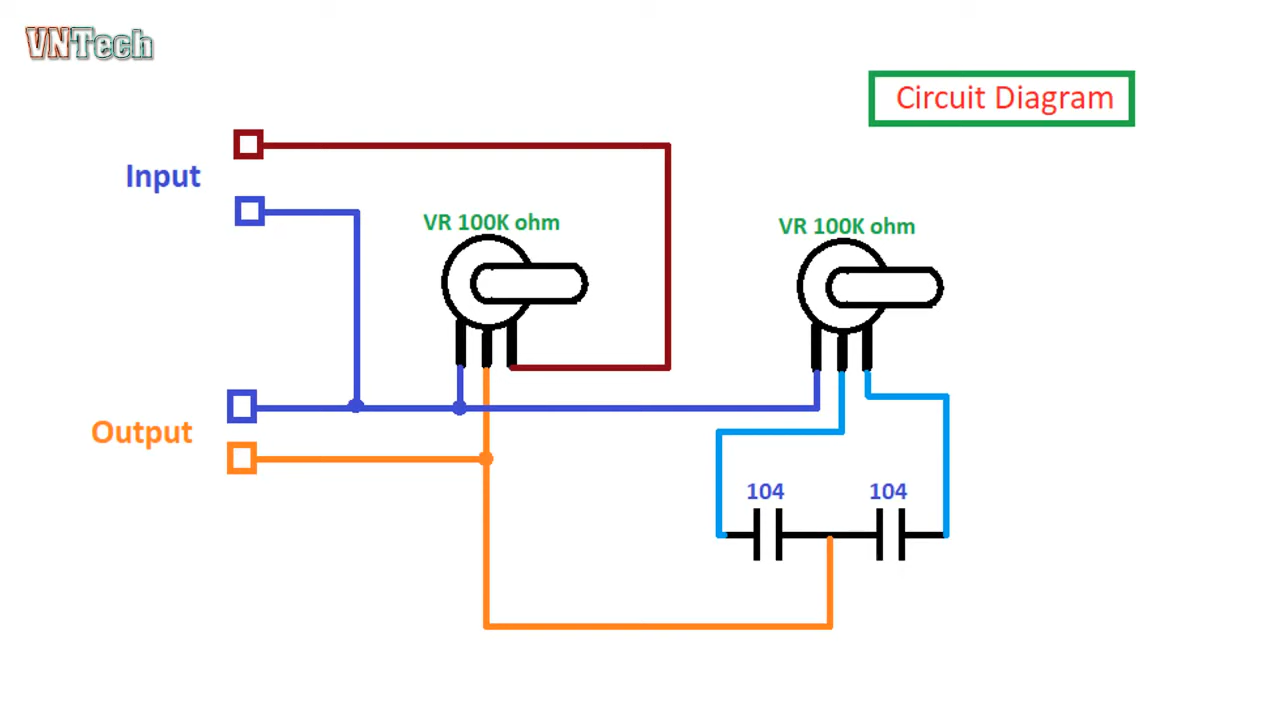 VNTech
Circuit Diagram
Input
VR 100K ohm
VR 100K ohm
Output
104
104